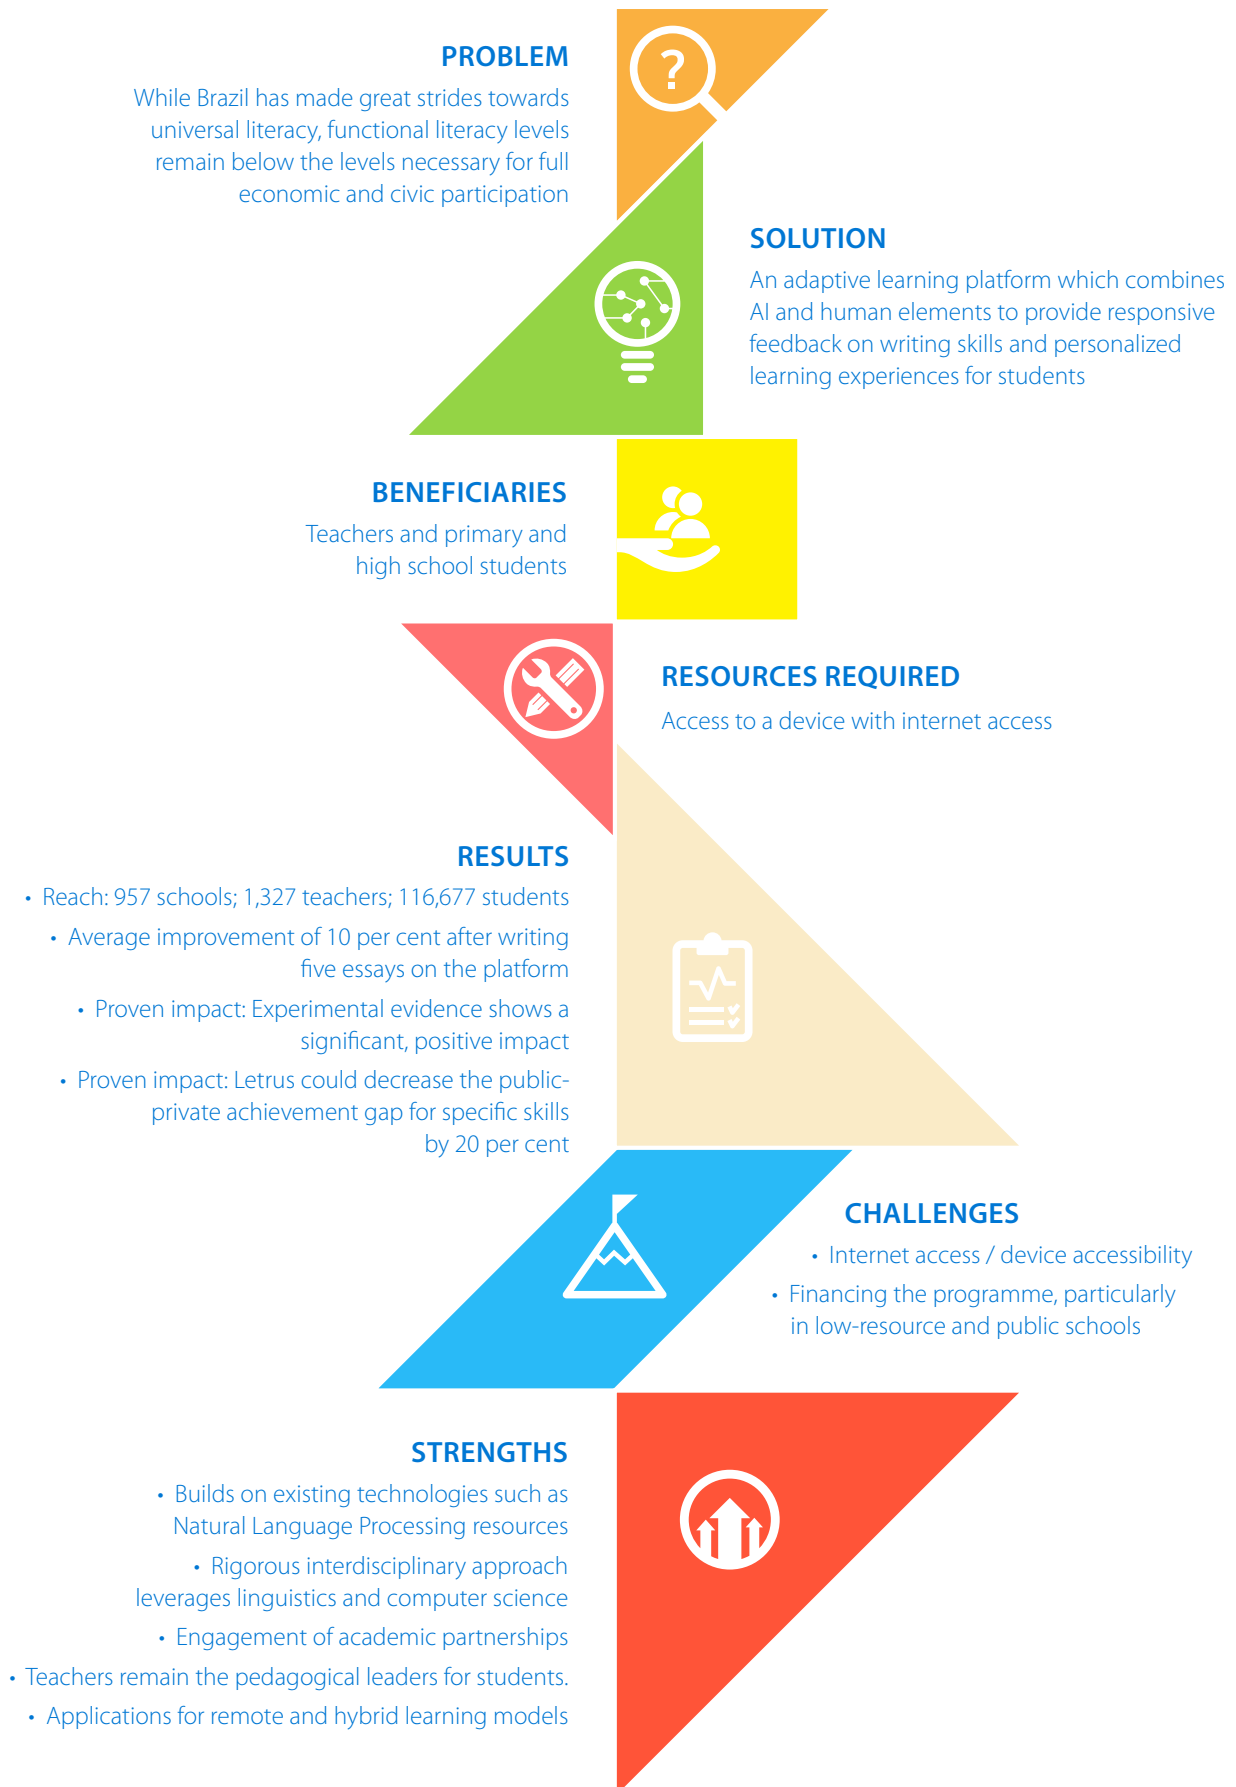 ?
PROBLEM
While Brazil has made great strides towards
universal literacy, functional literacy levels
remain below the levels necessary for full
economic and civic participation
SOLUTION
An adaptive learning platform which combines
AI and human elements to provide responsive
feedback on writing skills and personalized
learning experiences for students
BENEFICIARIES
Teachers and primary and
high school students
RESOURCES REQUIRED
Access to a device with internet access
RESULTS
• Reach: 957 schools; 1,327 teachers; 116,677 students
• Average improvement of 10 per cent after writing
five essays on the platform
• Proven impact: Experimental evidence shows a
significant, positive impact
• Proven impact: Letrus could decrease the public-
private achievement gap for specific skills
by 20 per cent
CHALLENGES
• Internet access / device accessibility
• Financing the programme, particularly
in low-resource and public schools
STRENGTHS
• Builds on existing technologies such as
Natural Language Processing resources
• Rigorous interdisciplinary approach
leverages linguistics and computer science
• Engagement of academic partnerships
• Teachers remain the pedagogical leaders for students.
• Applications for remote and hybrid learning models